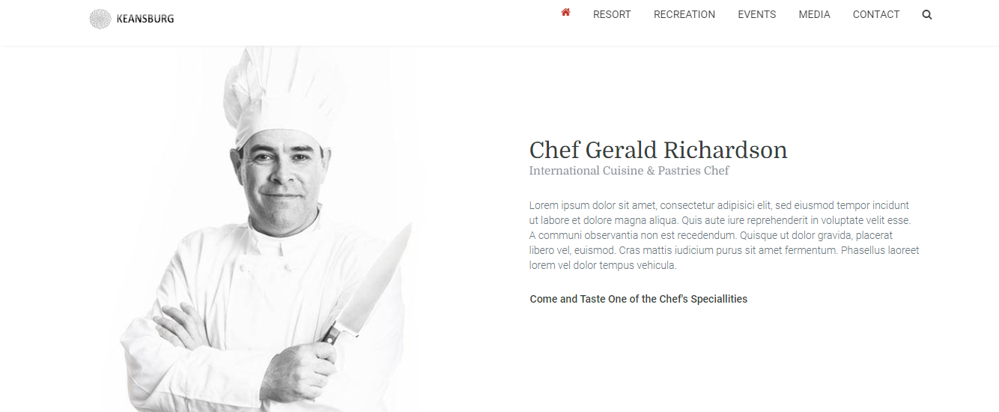 KEANSBURG
RESORT RECREATION EVENTS MEDIA CONTACT
Chef Gerald Richardson
International Cuisine & Pastries Chef
Lorem ipsum dolor sit amet, consectetur adipisici elit, sed eiusmod tempor incidunt
ut labore et dolore magna aliqua. Quis aute iure reprehenderit in voluptate velit esse.
A communi observantia non est recedendum. Quisque ut dolor gravida, placerat
libero vel, euismod. Cras mattis iudicium purus sit amet fermentum. Phasellus laoreet
lorem vel dolor tempus vehicula.
Come and Taste One of the Chef's Speciallities